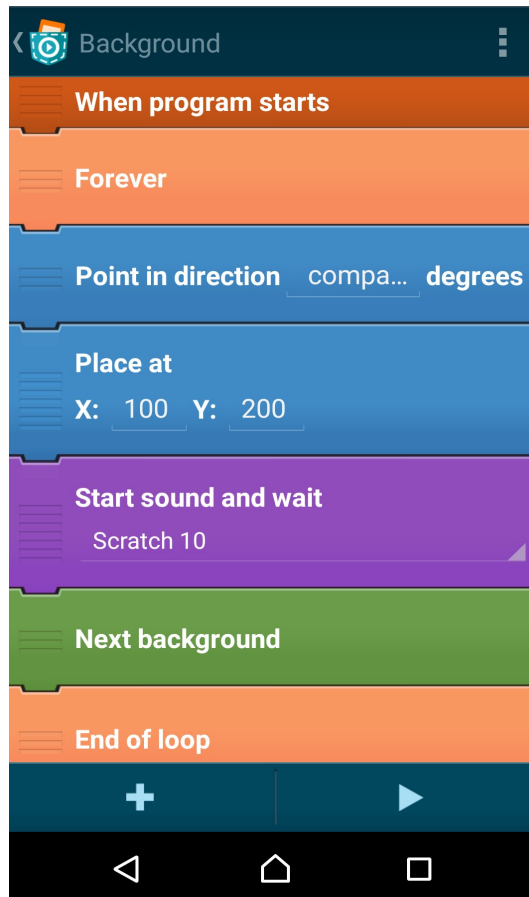 Background
When program starts
Forever
Point in direction compa... degrees
Place at
X: 100 Y: 200
Start sound and wait
Scratch 10
Next background
End of loop